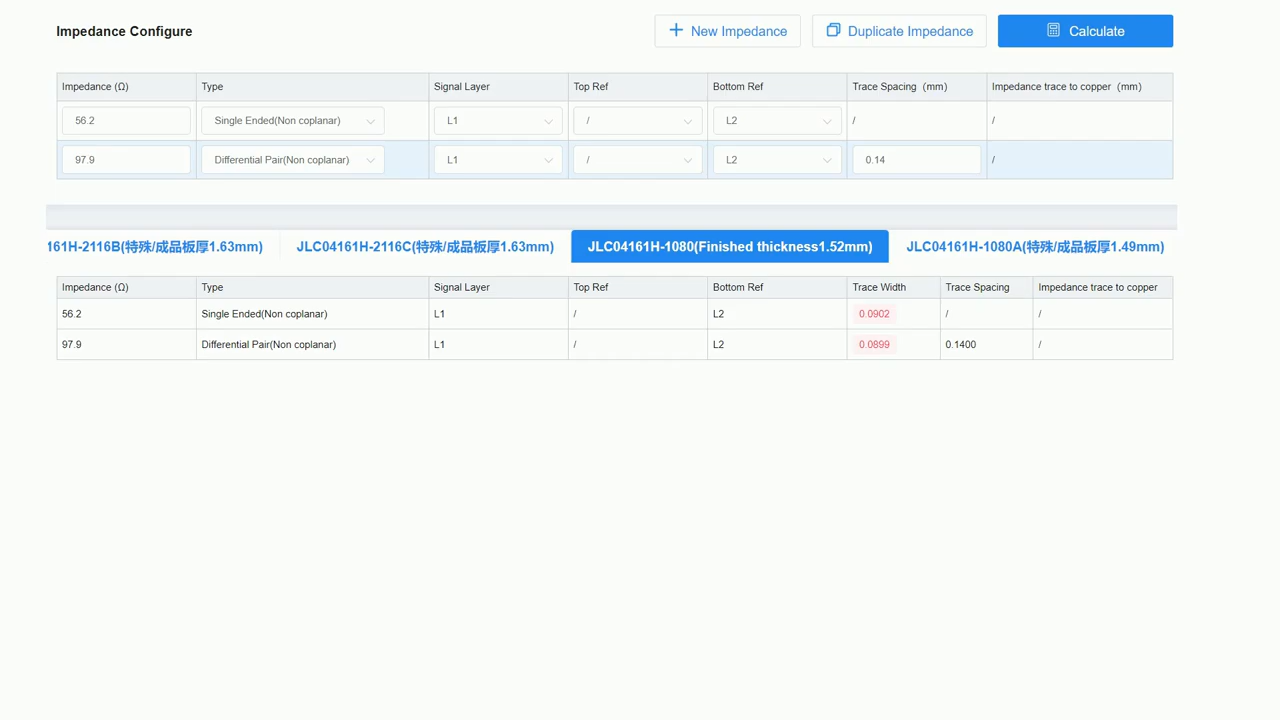 Impedance Configure
New Impedance
Duplicate Impedance
Calculate
Impedance (Ω) Type Signal Layer Top Ref Bottom Ref Trace Spacing（mm) Impedance trace to copper（mm)
56.2 Single Ended(Non coplanar) L1 / L2 / /
97.9 Differential Pair(Non coplanar) L1 / L2 0.14 /
161H-2116B(特殊/成品板厚1.63mm) JLC04161H-2116C(特殊/成品板厚1.63mm) JLC04161H-1080(Finished thickness1.52mm) JLC04161H-1080A(特殊/成品板厚1.49mm)
Impedance (Ω) Type Signal Layer Top Ref Bottom Ref Trace Width Trace Spacing Impedance trace to copper
56.2 Single Ended(Non coplanar) L1 / L2 0.0902 / /
97.9 Differential Pair(Non coplanar) L1 / L2 0.0899 0.1400 /